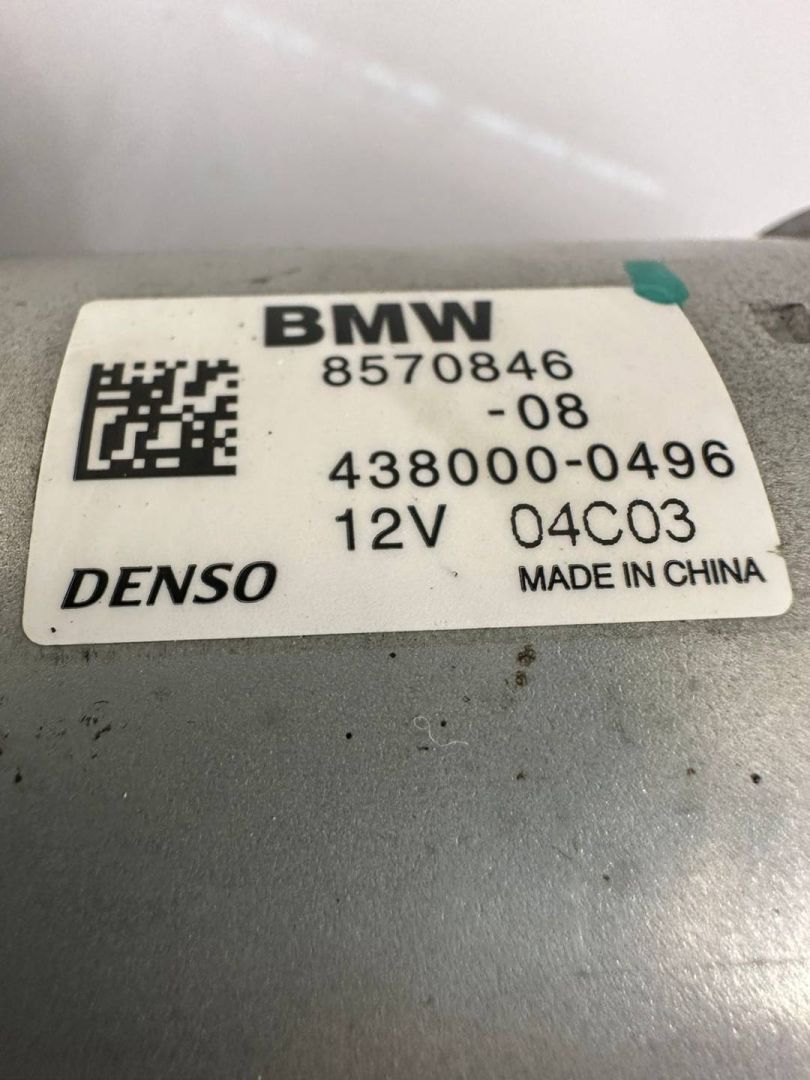 BMW
8570846
-08
438000-0496
12V 04C03
DENSO MADE IN CHINA